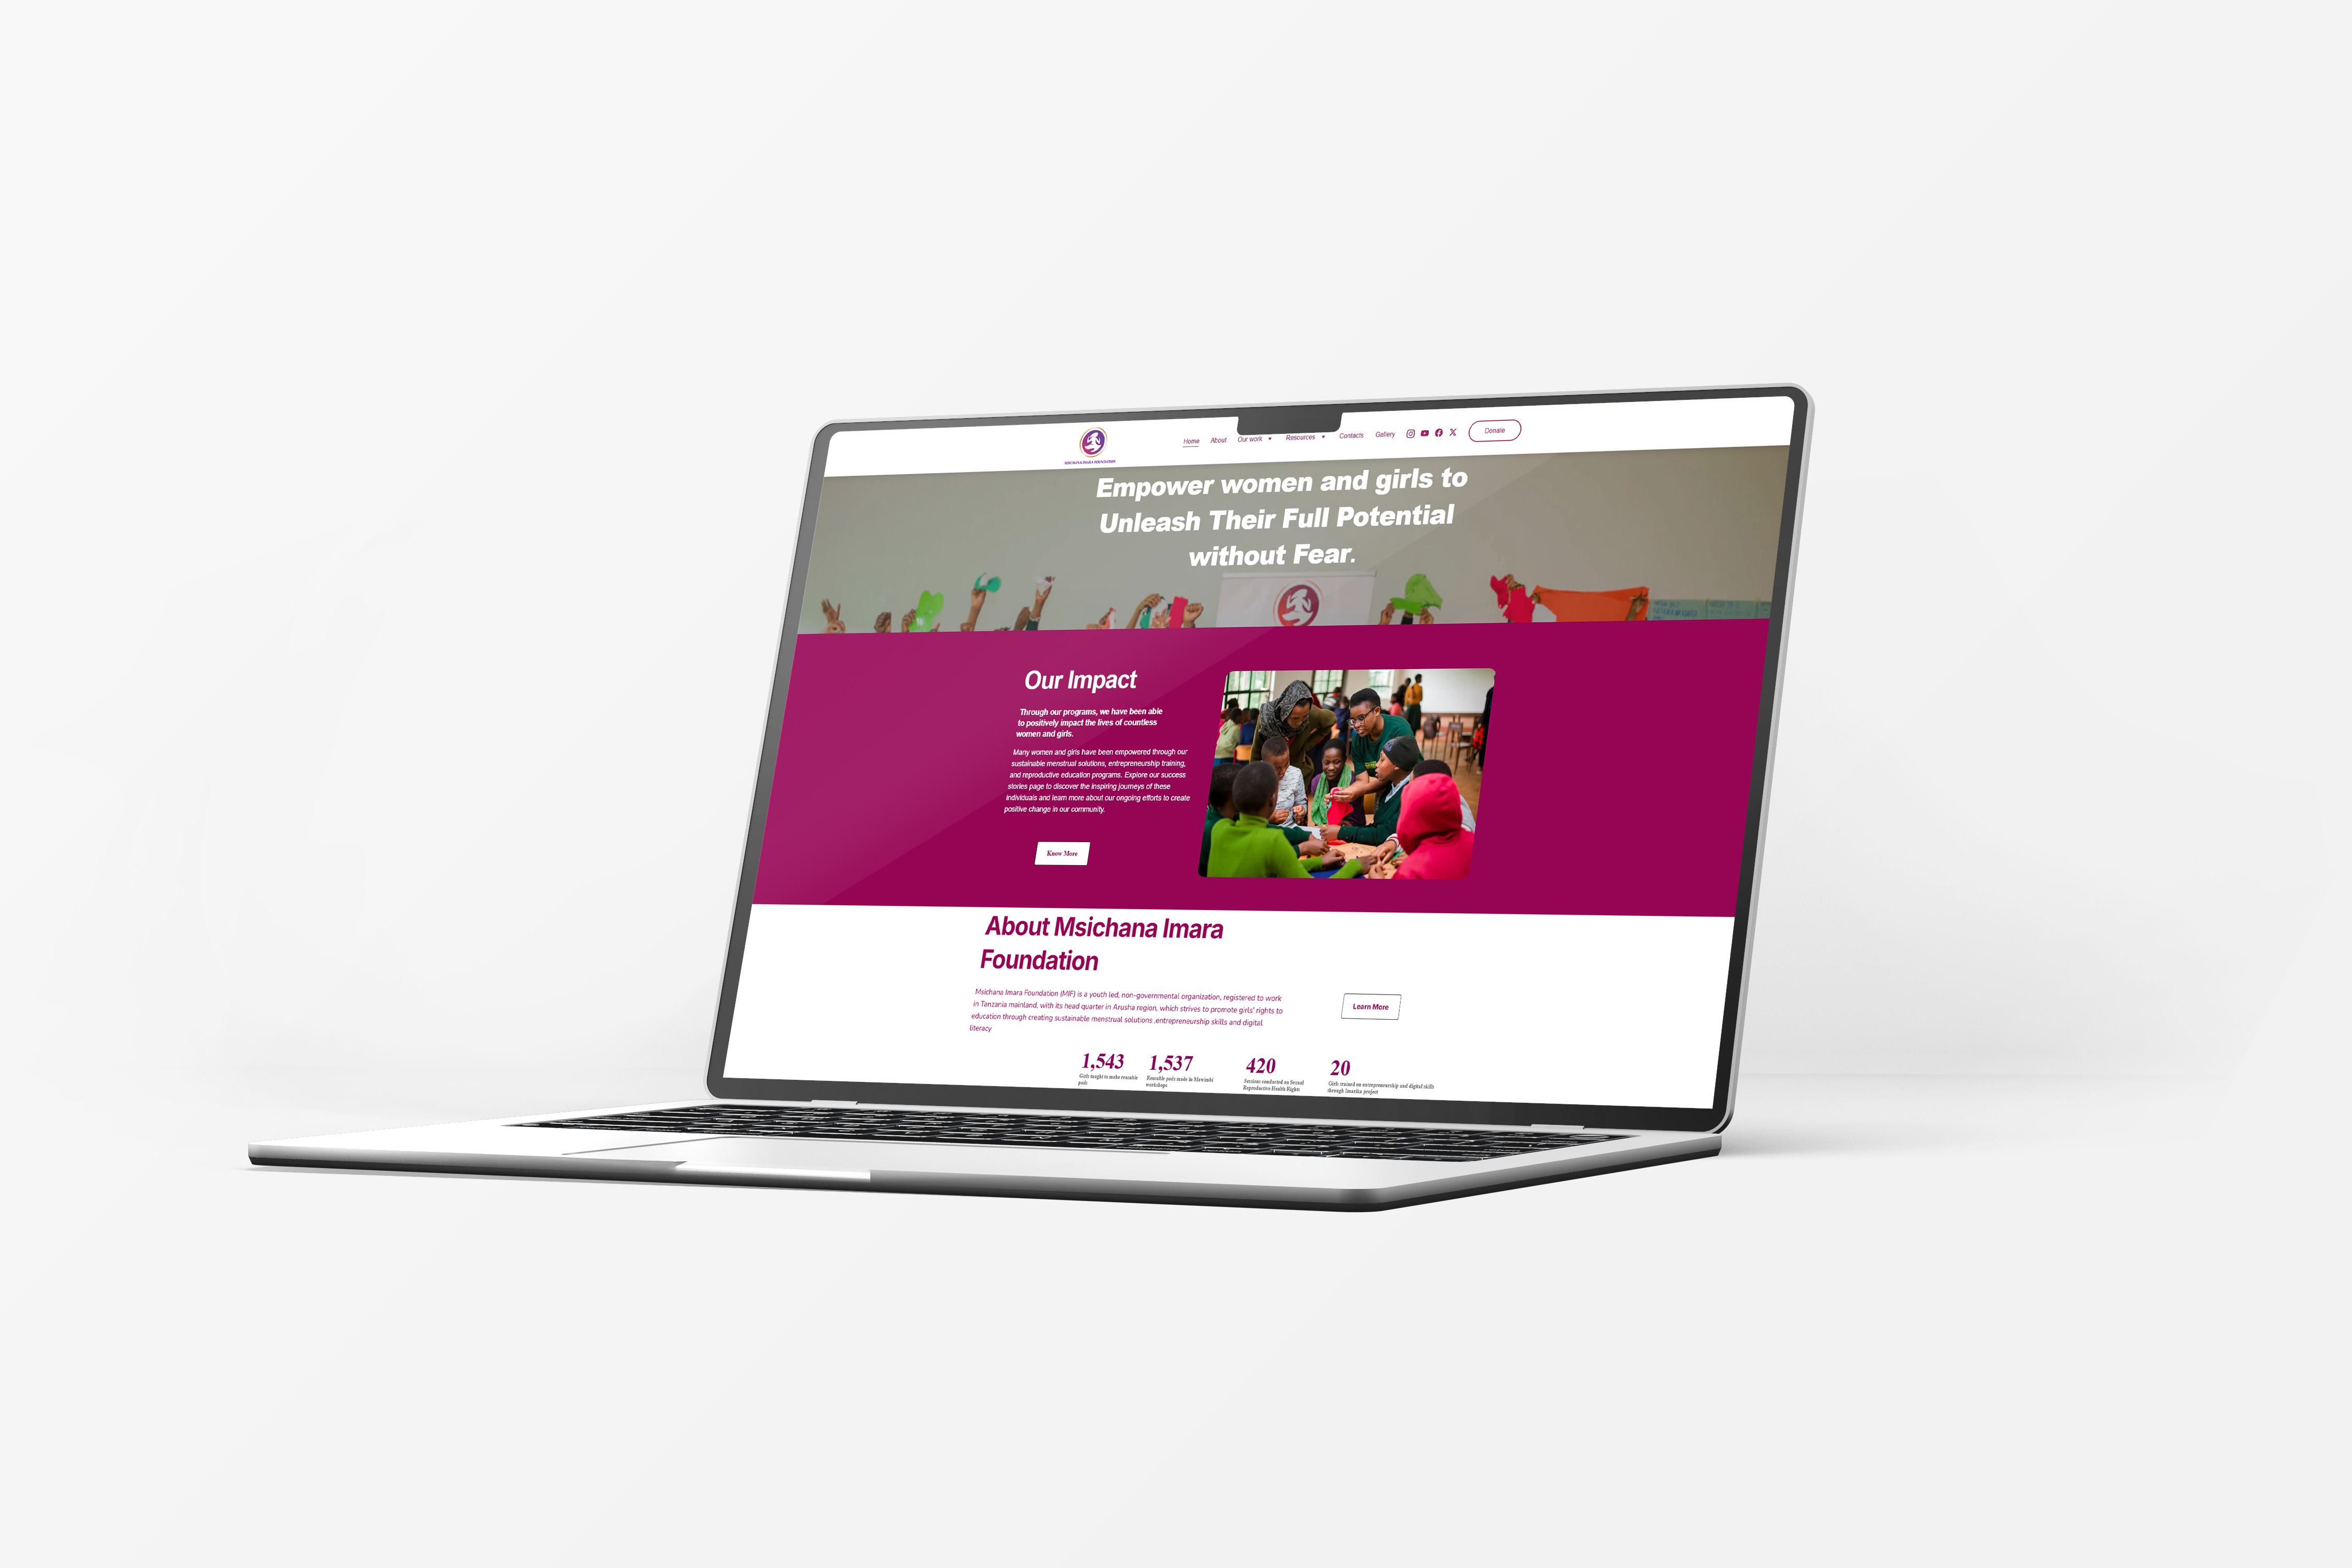 MSICHANA IMARA FOUNDATION
Home About Our work Resources Contacts Gallery Donate
Empower women and girls to
Unleash Their Full Potential
without Fear.
Our Impact
Through our programs, we have been able
to positively impact the lives of countless
women and girls.
Many women and girls have been empowered through our
sustainable menstrual solutions, entrepreneurship training,
and reproductive education programs. Explore our success
stories page to discover the inspiring journeys of these
individuals and learn more about our ongoing efforts to create
positive change in our community.
Know More
About Msichana Imara
Foundation
Msichana Imara Foundation (MIF) is a youth led, non-governmental organization, registered to work
in Tanzania mainland, with its head quarter in Arusha region, which strives to promote girls' rights to
education through creating sustainable menstrual solutions ,entrepreneurship skills and digital
literacy
Learn More
1,543
Girls taught to make reusable
pads
1,537
Reusable pads made in Mawimbi
workshops
420
Sessions conducted on Sexual
Reproductive Health Rights
20
Girls trained on entrepreneurship and digital skills
through Imarika project